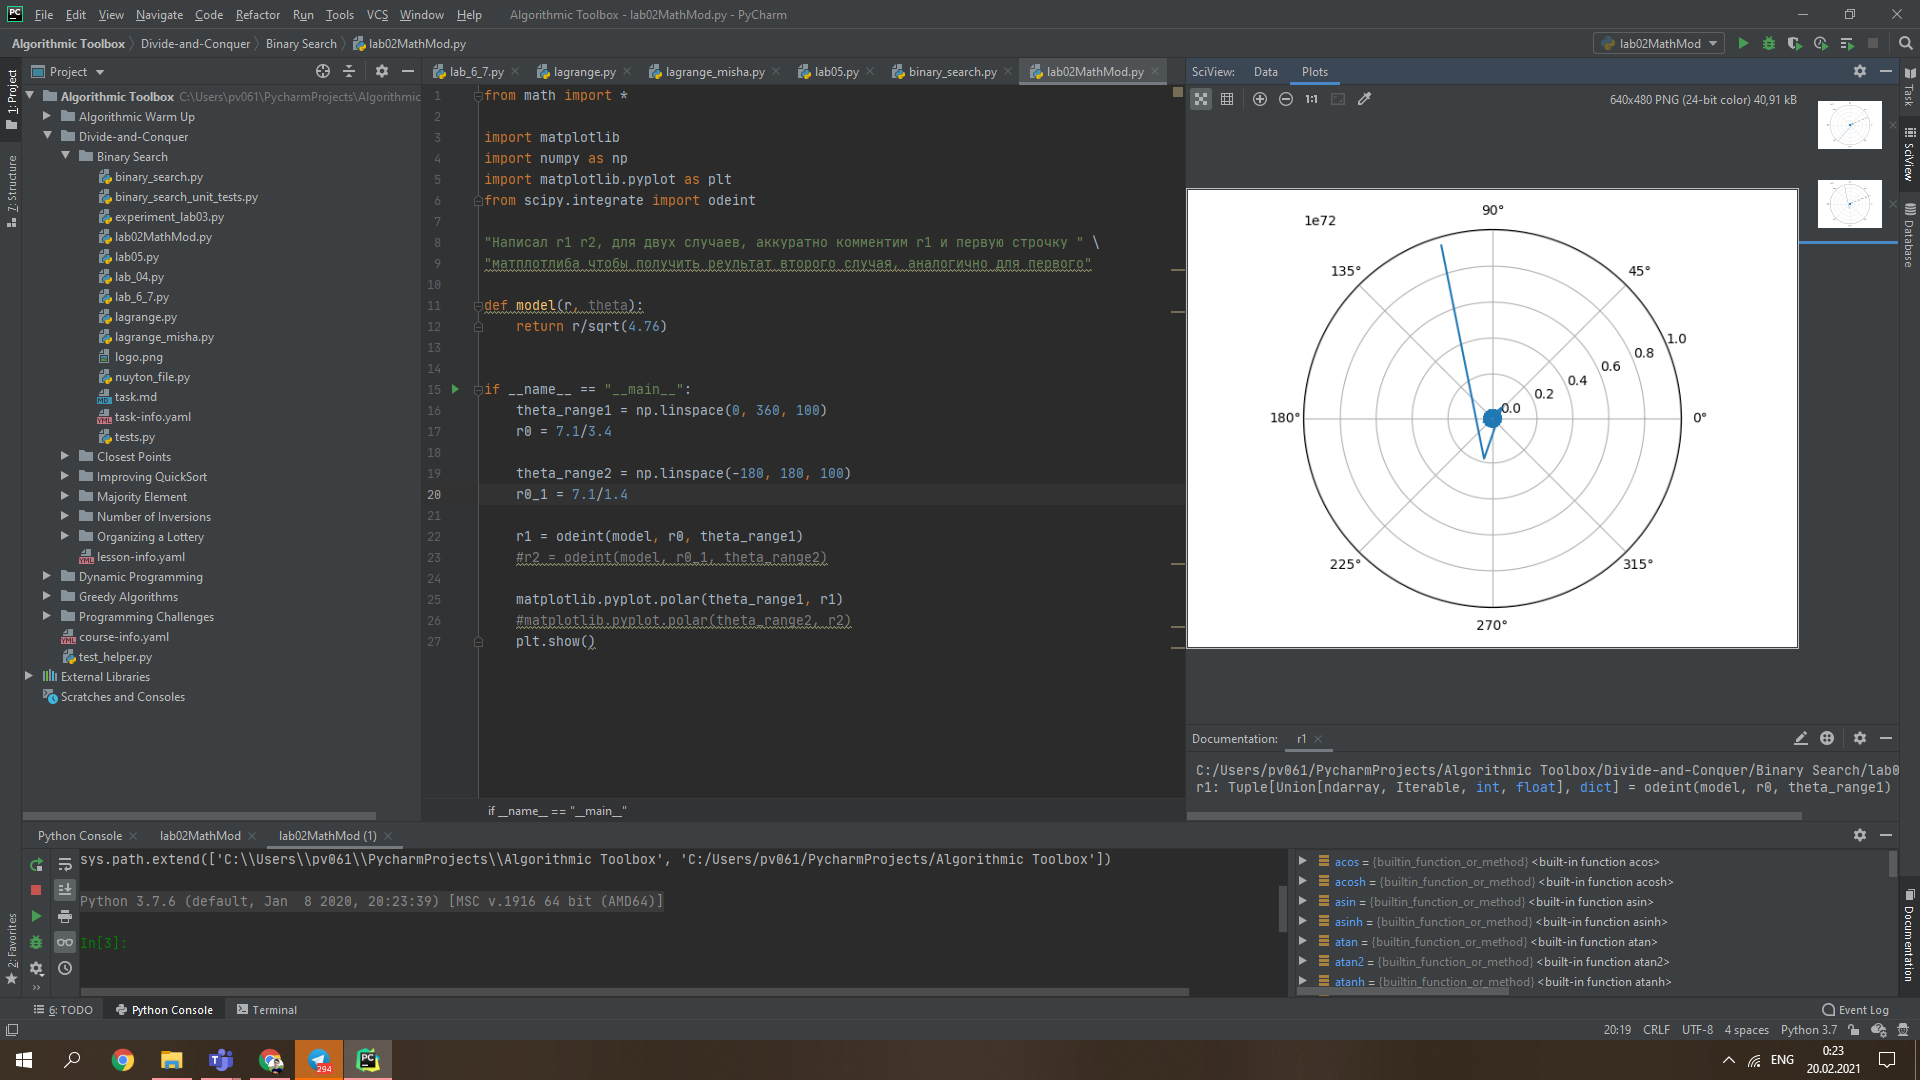 File Edit View Navigate Code Refactor Run Tools VCS Window Help Algorithmic Toolbox - lab02MathMod.py - PyCharm
Algorithmic Toolbox Divide-and-Conquer Binary Search lab02MathMod.py
lab02MathMod
1: Project
7: Structure
2: Favorites
Project
Algorithmic Toolbox C:\Users\pv061\PycharmProjects\Algorithmic
Algorithmic Warm Up
Divide-and-Conquer
Binary Search
binary_search.py
binary_search_unit_tests.py
experiment_lab03.py
lab02MathMod.py
lab05.py
lab_04.py
lab_6_7.py
lagrange.py
lagrange_misha.py
logo.png
nuyton_file.py
task.md
task-info.yaml
tests.py
Closest Points
Improving QuickSort
Majority Element
Number of Inversions
Organizing a Lottery
lesson-info.yaml
Dynamic Programming
Greedy Algorithms
Programming Challenges
course-info.yaml
test_helper.py
External Libraries
Scratches and Consoles
lab_6_7.py lagrange.py lagrange_misha.py lab05.py binary_search.py lab02MathMod.py
1 from math import *
2
3 import matplotlib
4 import numpy as np
5 import matplotlib.pyplot as plt
6 from scipy.integrate import odeint
7
8 "Написал r1 r2, для двух случаев, аккуратно комментим r1 и первую строчку " \
9 "матплотлиба чтобы получить реультат второго случая, аналогично для первого"
10
11 def model(r, theta):
12 return r/sqrt(4.76)
13
14
15 if __name__ == "__main__":
16 theta_range1 = np.linspace(0, 360, 100)
17 r0 = 7.1/3.4
18
19 theta_range2 = np.linspace(-180, 180, 100)
20 r0_1 = 7.1/1.4
21
22 r1 = odeint(model, r0, theta_range1)
23 #r2 = odeint(model, r0_1, theta_range2)
24
25 matplotlib.pyplot.polar(theta_range1, r1)
26 #matplotlib.pyplot.polar(theta_range2, r2)
27 plt.show()
if __name__ == "__main__"
SciView: Data Plots
1:1 640x480 PNG (24-bit color) 40,91 kB
1e72
90°
135° 45°
1.0
0.8
0.6
0.4
0.2
0.0
180° 0°
225° 315°
270°
Task
SciView
Database
Documentation
Documentation: r1
C:/Users/pv061/PycharmProjects/Algorithmic Toolbox/Divide-and-Conquer/Binary Search/lab0
r1: Tuple[Union[ndarray, Iterable, int, float], dict] = odeint(model, r0, theta_range1)
Python Console lab02MathMod lab02MathMod (1)
sys.path.extend(['C:\\Users\\pv061\\PycharmProjects\\Algorithmic Toolbox', 'C:/Users/pv061/PycharmProjects/Algorithmic Toolbox'])
Python 3.7.6 (default, Jan 8 2020, 20:23:39) [MSC v.1916 64 bit (AMD64)]
In[3]:
acos = {builtin_function_or_method} <built-in function acos>
acosh = {builtin_function_or_method} <built-in function acosh>
asin = {builtin_function_or_method} <built-in function asin>
asinh = {builtin_function_or_method} <built-in function asinh>
atan = {builtin_function_or_method} <built-in function atan>
atan2 = {builtin_function_or_method} <built-in function atan2>
atanh = {builtin_function_or_method} <built-in function atanh>
6: TODO Python Console Terminal Event Log
20:19 CRLF UTF-8 4 spaces Python 3.7
294
ENG 0:23
20.02.2021